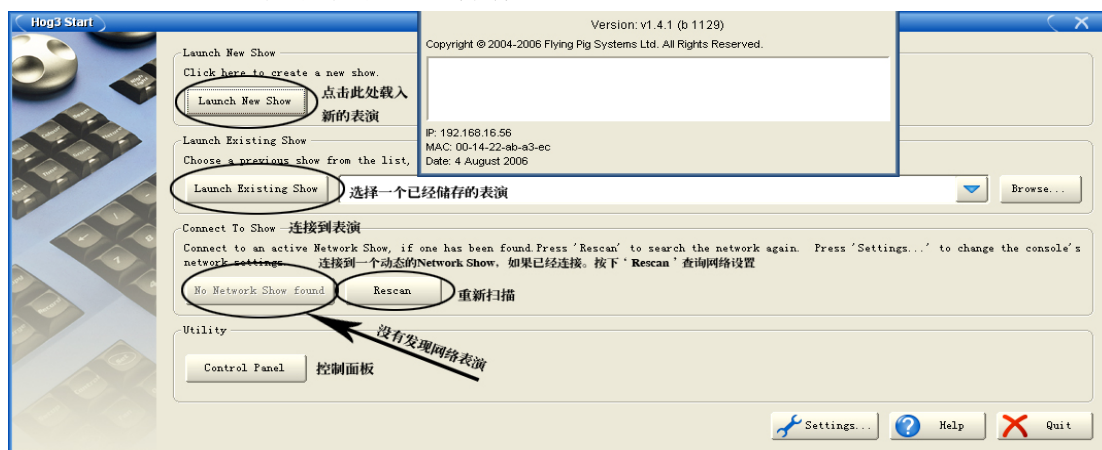 Hog3 Start
Version: v1.4.1 (b 1129)
Copyright © 2004-2006 Flying Pig Systems Ltd. All Rights Reserved.
IP: 192.168.16.56
MAC: 00-14-22-ab-a3-ec
Date: 4 August 2006
Launch New Show
Click here to create a new show.
Launch New Show
点击此处载入
新的表演
Launch Existing Show
Choose a previous show from the list,
Launch Existing Show
选择一个已经储存的表演
Browse...
Connect To Show 连接到表演
Connect to an active Network Show, if one has been found.Press 'Rescan' to search the network again. Press 'Settings...' to change the console's
network settings. 连接到一个动态的Network Show，如果已经连接。按下‘Rescan’查询网络设置
No Network Show found
Rescan
重新扫描
没有发现网络表演
Utility
Control Panel
控制面板
Settings...
Help
Quit